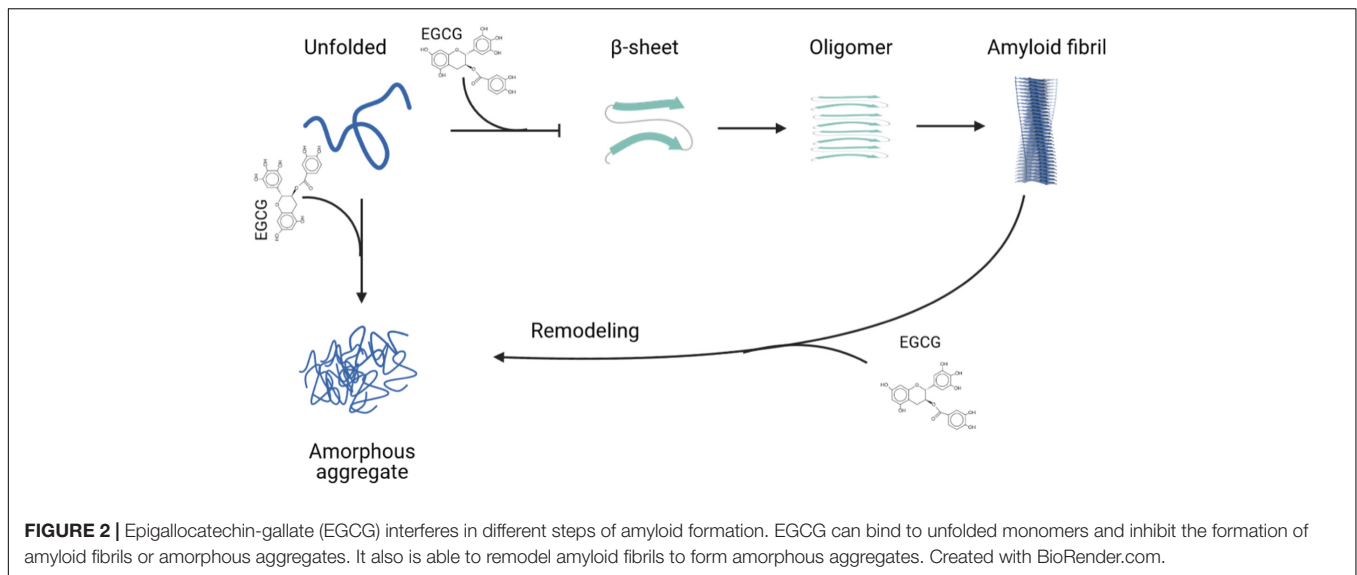 Unfolded
EGCG
β-sheet
Oligomer
Amyloid fibril
EGCG
Remodeling
EGCG
Amorphous
aggregate
FIGURE 2 | Epigallocatechin-gallate (EGCG) interferes in different steps of amyloid formation. EGCG can bind to unfolded monomers and inhibit the formation of
amyloid fibrils or amorphous aggregates. It also is able to remodel amyloid fibrils to form amorphous aggregates. Created with BioRender.com.